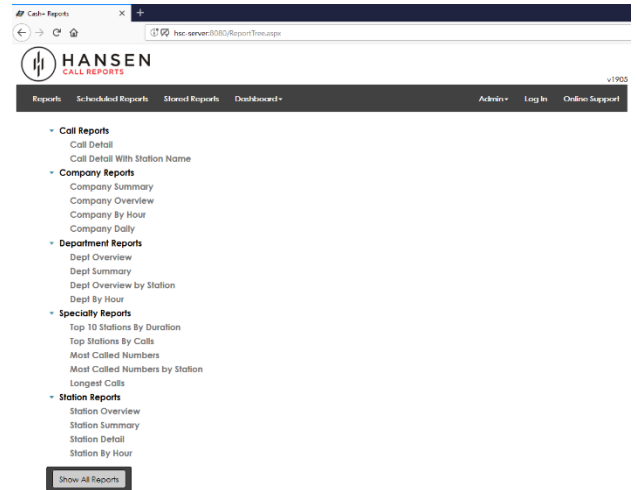 Cash+ Reports
hsc-server:8080/ReportTree.aspx
HANSEN
CALL REPORTS
v1905
Reports Scheduled Reports Stored Reports Dashboard Admin Log In Online Support
Call Reports
Call Detail
Call Detail With Station Name
Company Reports
Company Summary
Company Overview
Company By Hour
Company Daily
Department Reports
Dept Overview
Dept Summary
Dept Overview by Station
Dept By Hour
Specialty Reports
Top 10 Stations By Duration
Top Stations By Calls
Most Called Numbers
Most Called Numbers by Station
Longest Calls
Station Reports
Station Overview
Station Summary
Station Detail
Station By Hour
Show All Reports